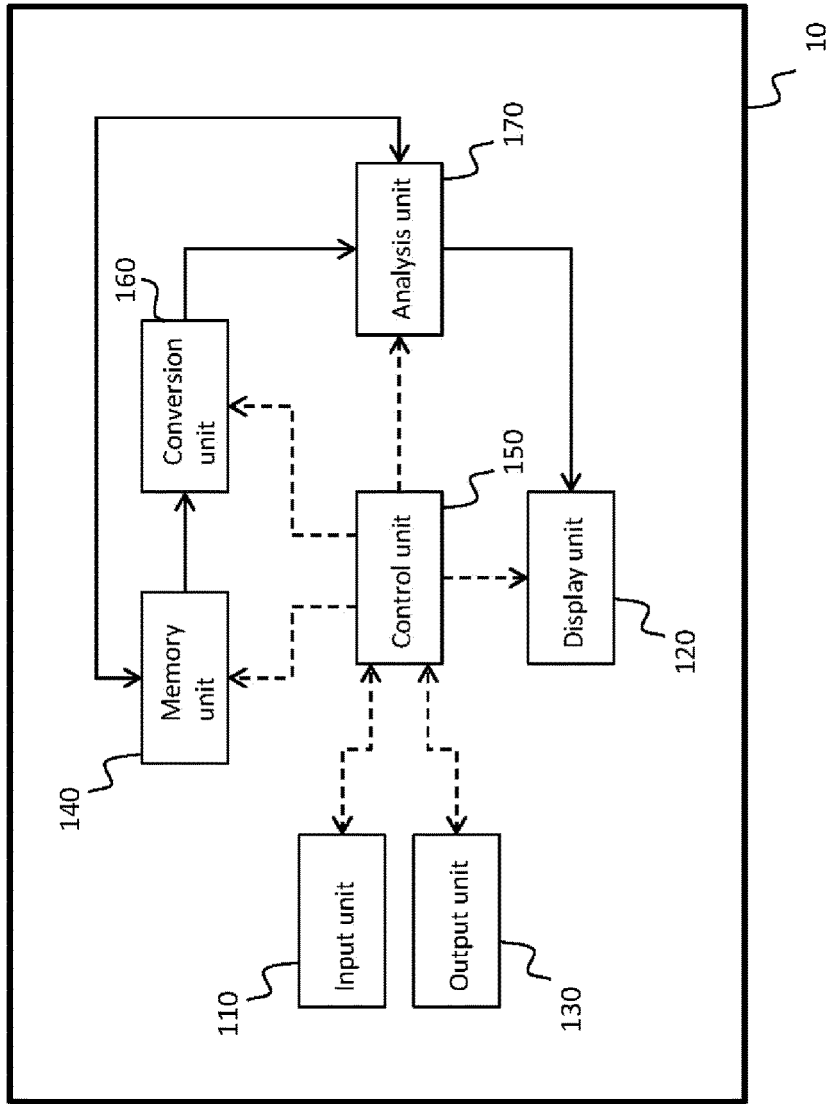 110
Input unit
Output unit
130
140
Memory
unit
Control unit
150
Display unit
120
160
Conversion
unit
Analysis unit
170
10